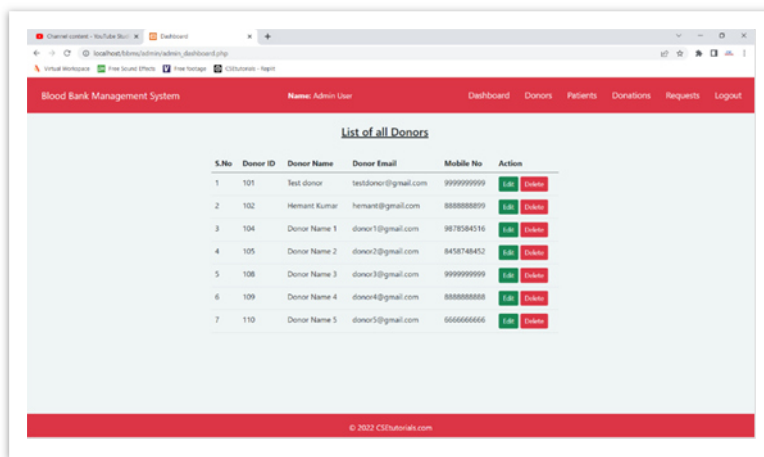 Channel content - YouTube Studi
Dashboard
localhost/bbms/admin/admin_dashboard.php
Virtual Workspace Free Sound Effects Free footage CSEtutorials - Replit
Blood Bank Management System Name: Admin User Dashboard Donors Patients Donations Requests Logout
List of all Donors
S.No Donor ID Donor Name Donor Email Mobile No Action
1 101 Test donor testdonor@gmail.com 9999999999 Edit Delete
2 102 Hemant Kumar hemant@gmail.com 8888888899 Edit Delete
3 104 Donor Name 1 donor1@gmail.com 9878584516 Edit Delete
4 105 Donor Name 2 donor2@gmail.com 8458748452 Edit Delete
5 108 Donor Name 3 donor3@gmail.com 9999999999 Edit Delete
6 109 Donor Name 4 donor4@gmail.com 8888888888 Edit Delete
7 110 Donor Name 5 donor5@gmail.com 6666666666 Edit Delete
© 2022 CSEtutorials.com